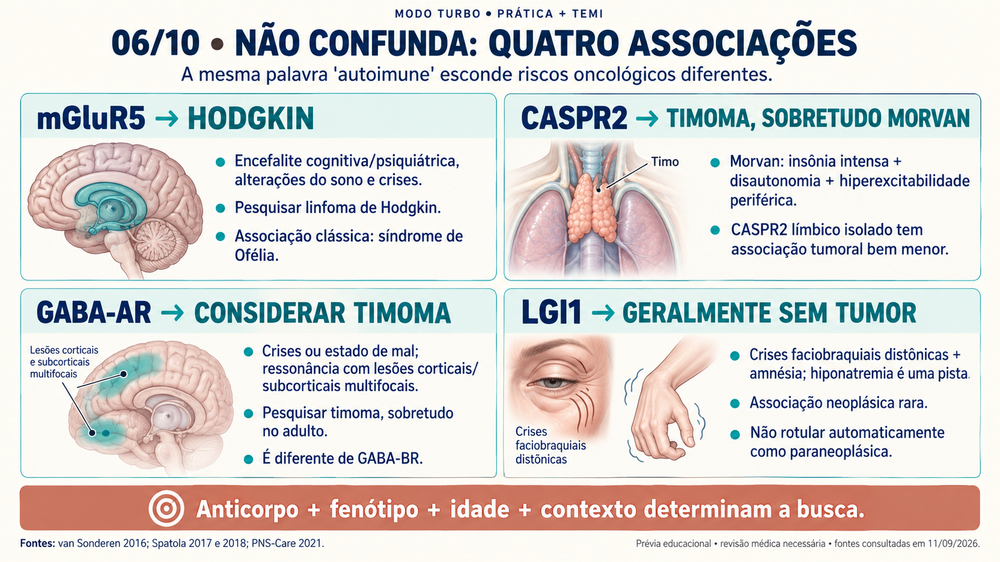 MODO TURBO • PRÁTICA + TEMI
06/10 • NÃO CONFUNDA: QUATRO ASSOCIAÇÕES
A mesma palavra 'autoimune' esconde riscos oncológicos diferentes.
mGluR5 → HODGKIN
• Encefalite cognitiva/psiquiátrica,
alterações do sono e crises.
• Pesquisar linfoma de Hodgkin.
• Associação clássica: síndrome de
Ofélia.
CASPR2 → TIMOMA, SOBRETUDO MORVAN
Timo
• Morvan: insônia intensa +
disautonomia + hiperexcitabilidade
periférica.
• CASPR2 límbico isolado tem
associação tumoral bem menor.
GABA-AR → CONSIDERAR TIMOMA
Lesões corticais
e subcorticais
multifocais
• Crises ou estado de mal;
ressonância com lesões corticais/
subcorticais multifocais.
• Pesquisar timoma, sobretudo
no adulto.
• É diferente de GABA-BR.
LGI1 → GERALMENTE SEM TUMOR
Crises
faciobraquiais
distônicas
• Crises faciobraquiais distônicas +
amnésia; hiponatremia é uma pista.
• Associação neoplásica rara.
• Não rotular automaticamente
como paraneoplásica.
Anticorpo + fenótipo + idade + contexto determinam a busca.
Fontes: van Sonderen 2016; Spatola 2017 e 2018; PNS-Care 2021.
Prévia educacional • revisão médica necessária • fontes consultadas em 11/09/2026.